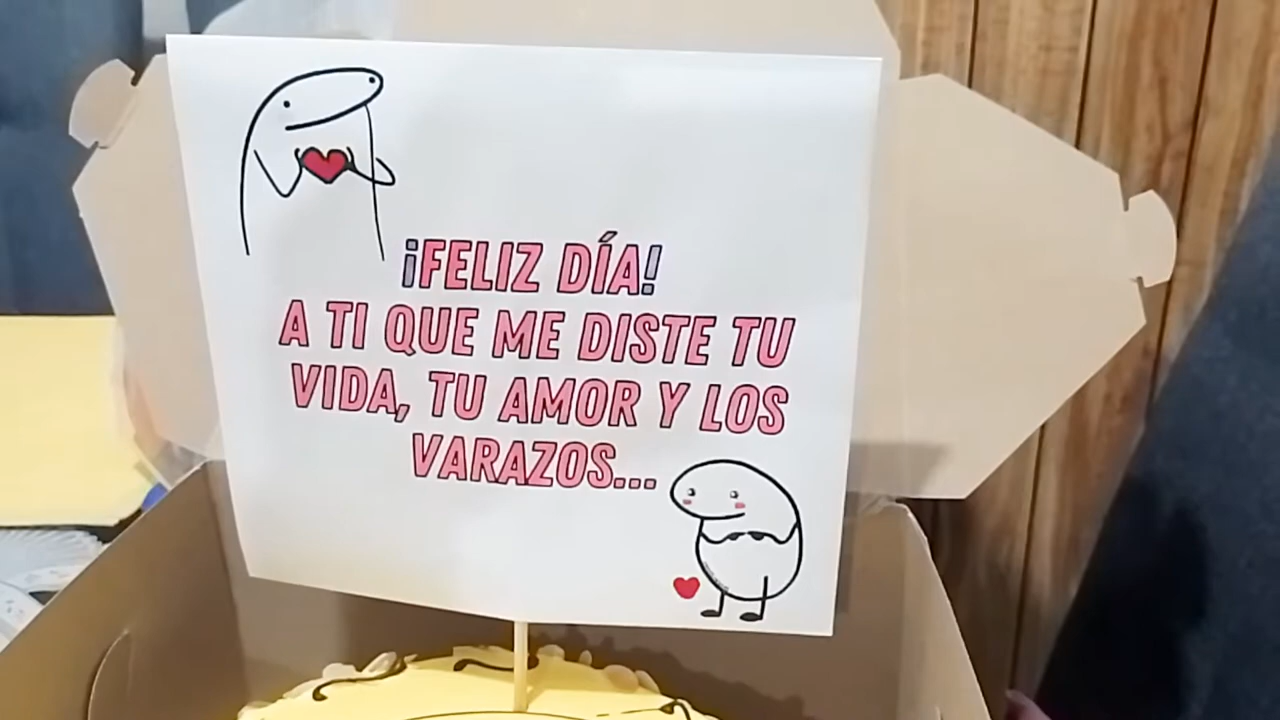 ¡FELIZ DÍA!
A TI QUE ME DISTE TU
VIDA, TU AMOR Y LOS
VARAZOS...